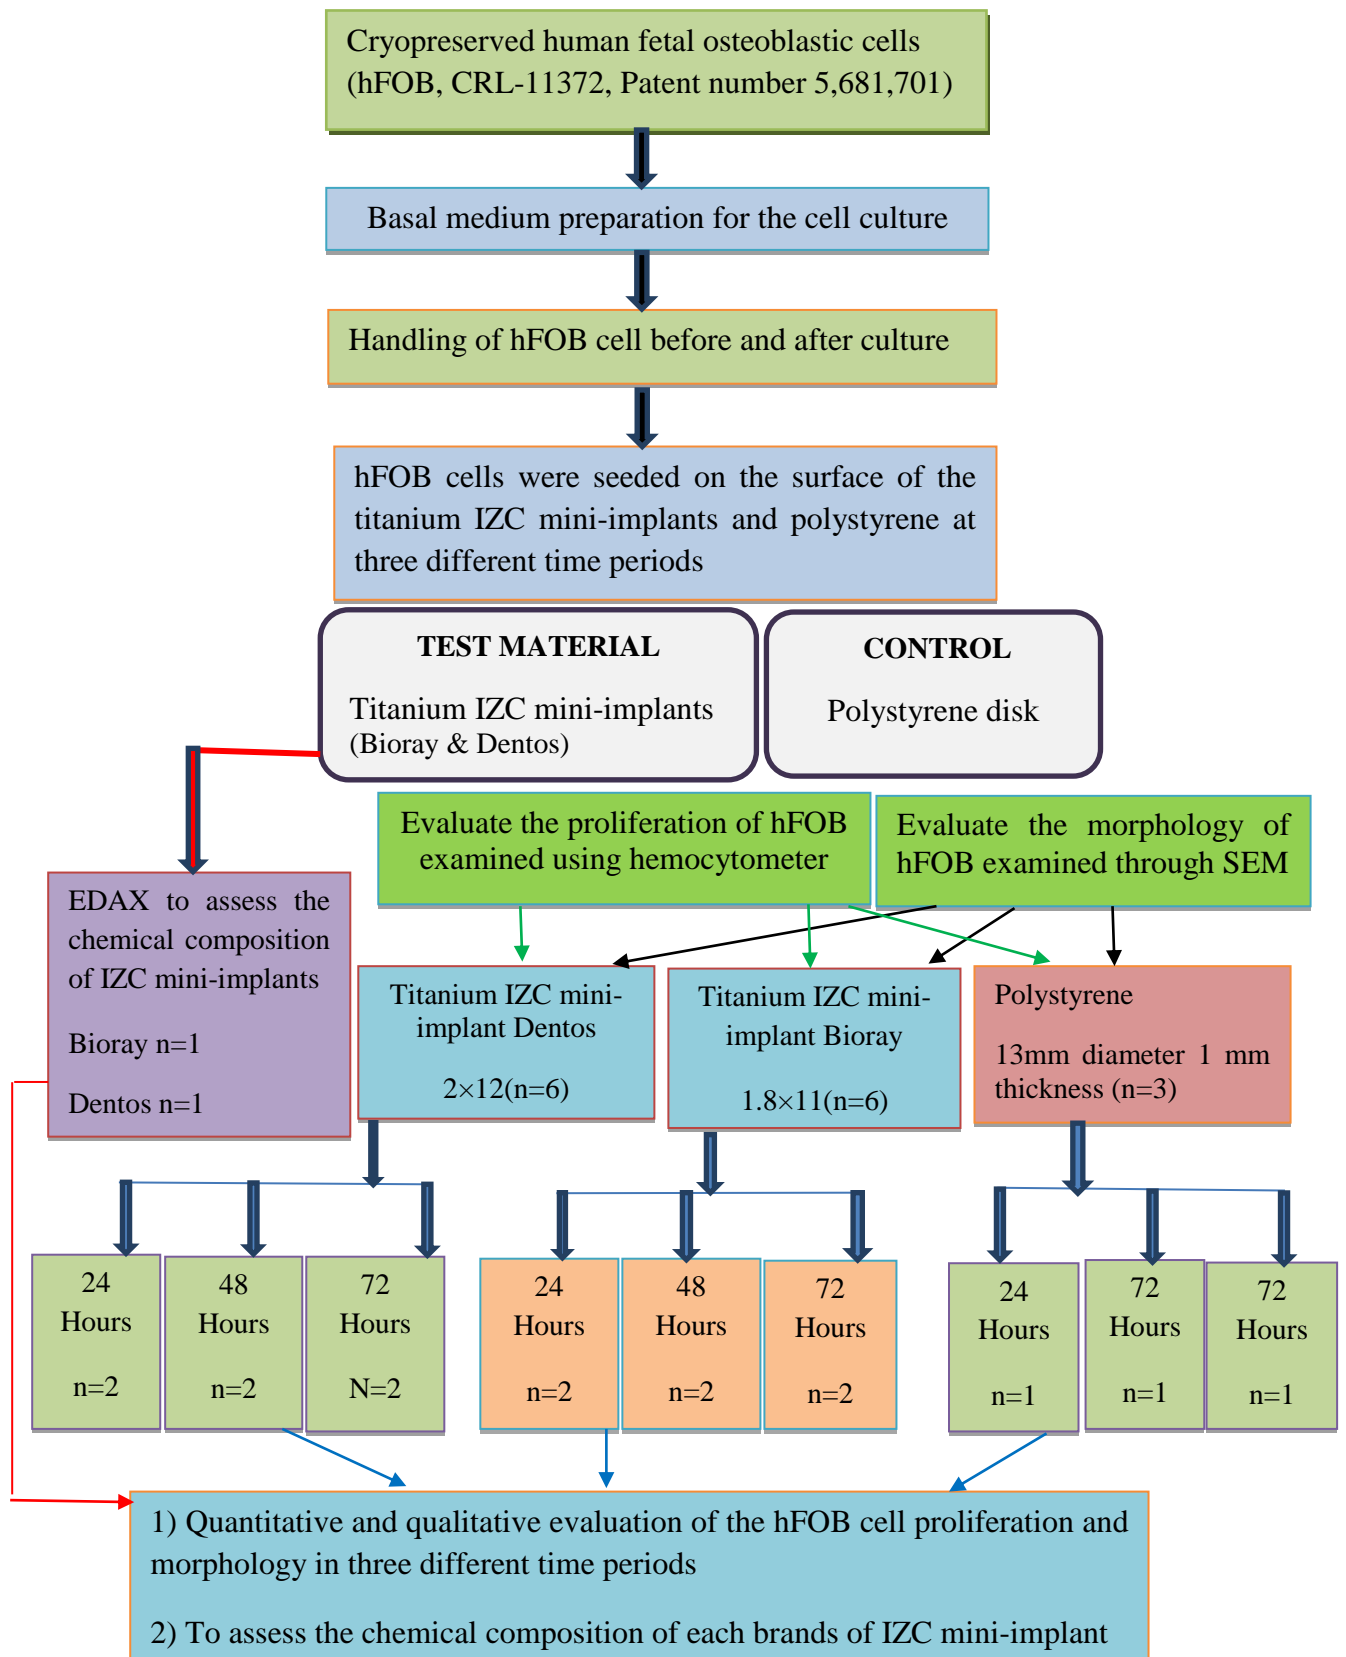 Cryopreserved human fetal osteoblastic cells
(hFOB, CRL-11372, Patent number 5,681,701)
Basal medium preparation for the cell culture
Handling of hFOB cell before and after culture
hFOB cells were seeded on the surface of the
titanium IZC mini-implants and polystyrene at
three different time periods
TEST MATERIAL
Titanium IZC mini-implants
(Bioray & Dentos)
CONTROL
Polystyrene disk
Evaluate the proliferation of hFOB
examined using hemocytometer
Evaluate the morphology of
hFOB examined through SEM
EDAX to assess the
chemical composition
of IZC mini-implants
Bioray n=1
Dentos n=1
Titanium IZC mini-
implant Dentos
2×12(n=6)
Titanium IZC mini-
implant Bioray
1.8×11(n=6)
Polystyrene
13mm diameter 1 mm
thickness (n=3)
24
Hours
n=2
48
Hours
n=2
72
Hours
N=2
24
Hours
n=2
48
Hours
n=2
72
Hours
n=2
24
Hours
n=1
72
Hours
n=1
72
Hours
n=1
1) Quantitative and qualitative evaluation of the hFOB cell proliferation and
morphology in three different time periods
2) To assess the chemical composition of each brands of IZC mini-implant